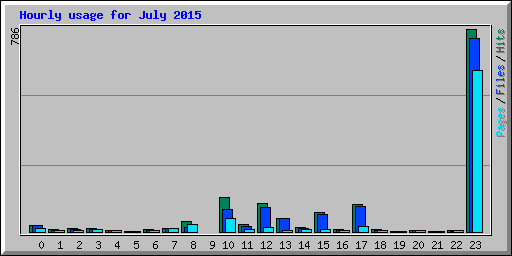 Hourly usage for July 2015
786
Pages / Files / Hits
0 1 2 3 4 5 6 7 8 9 10 11 12 13 14 15 16 17 18 19 20 21 22 23